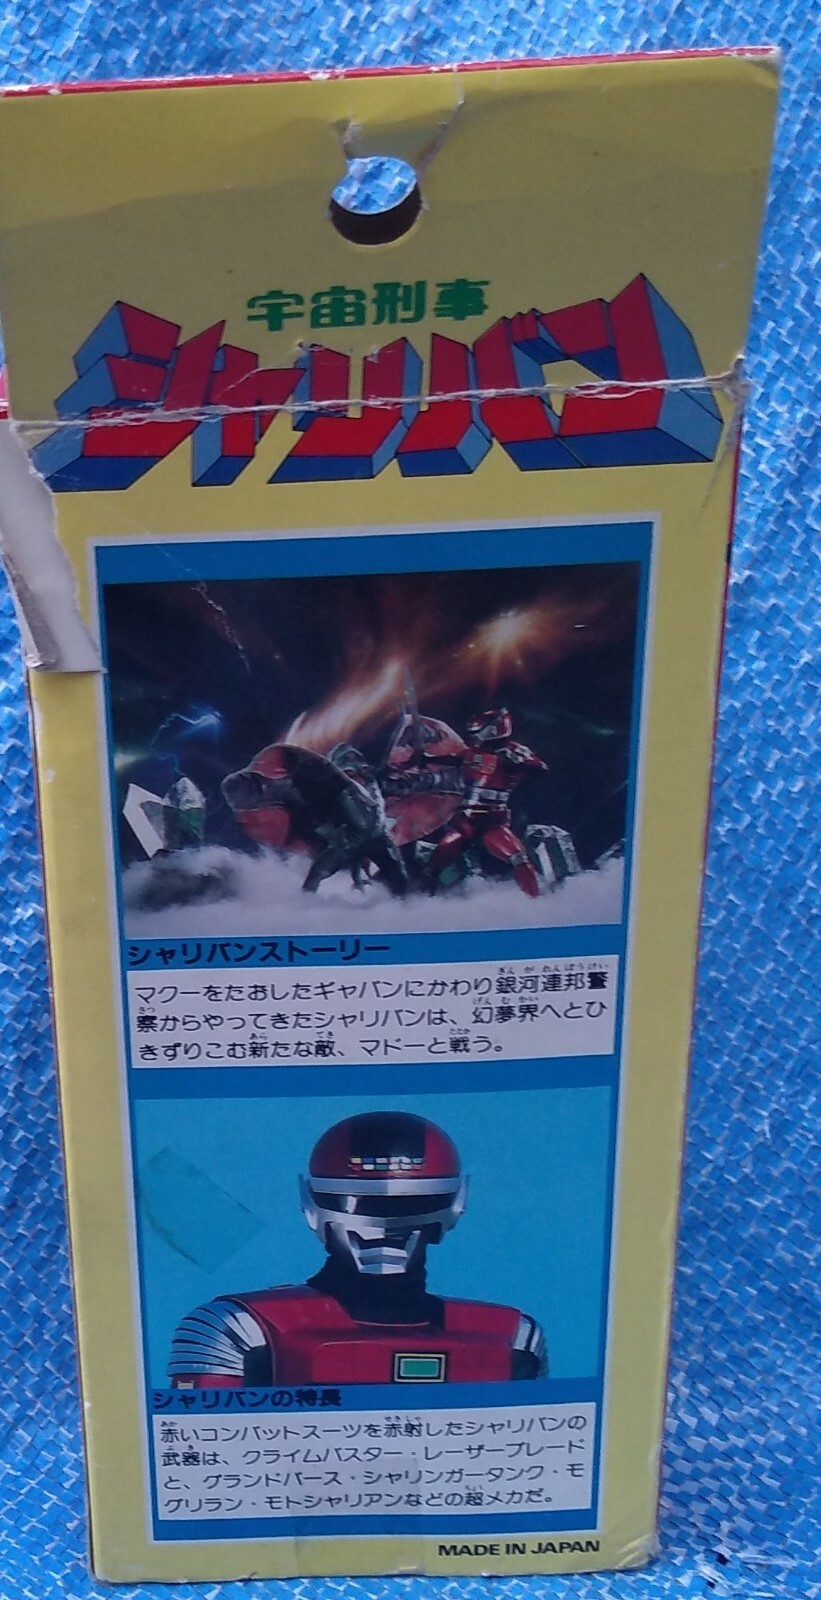 宇宙刑事
シャリバン
シャリバンストーリー
マクーをたおしたギャバンにかわり銀河連邦警
察からやってきたシャリバンは、幻夢界へとひ
きずりこむ新たな敵、マドーと戦う。
シャリバンの特長
赤いコンバットスーツを赤射したシャリバンの
武器は、クライムバスター・レーザーブレード
と、グランドバース・シャリンガータンク・モ
グリラン・モトシャリアンなどの超メカだ。
MADE IN JAPAN